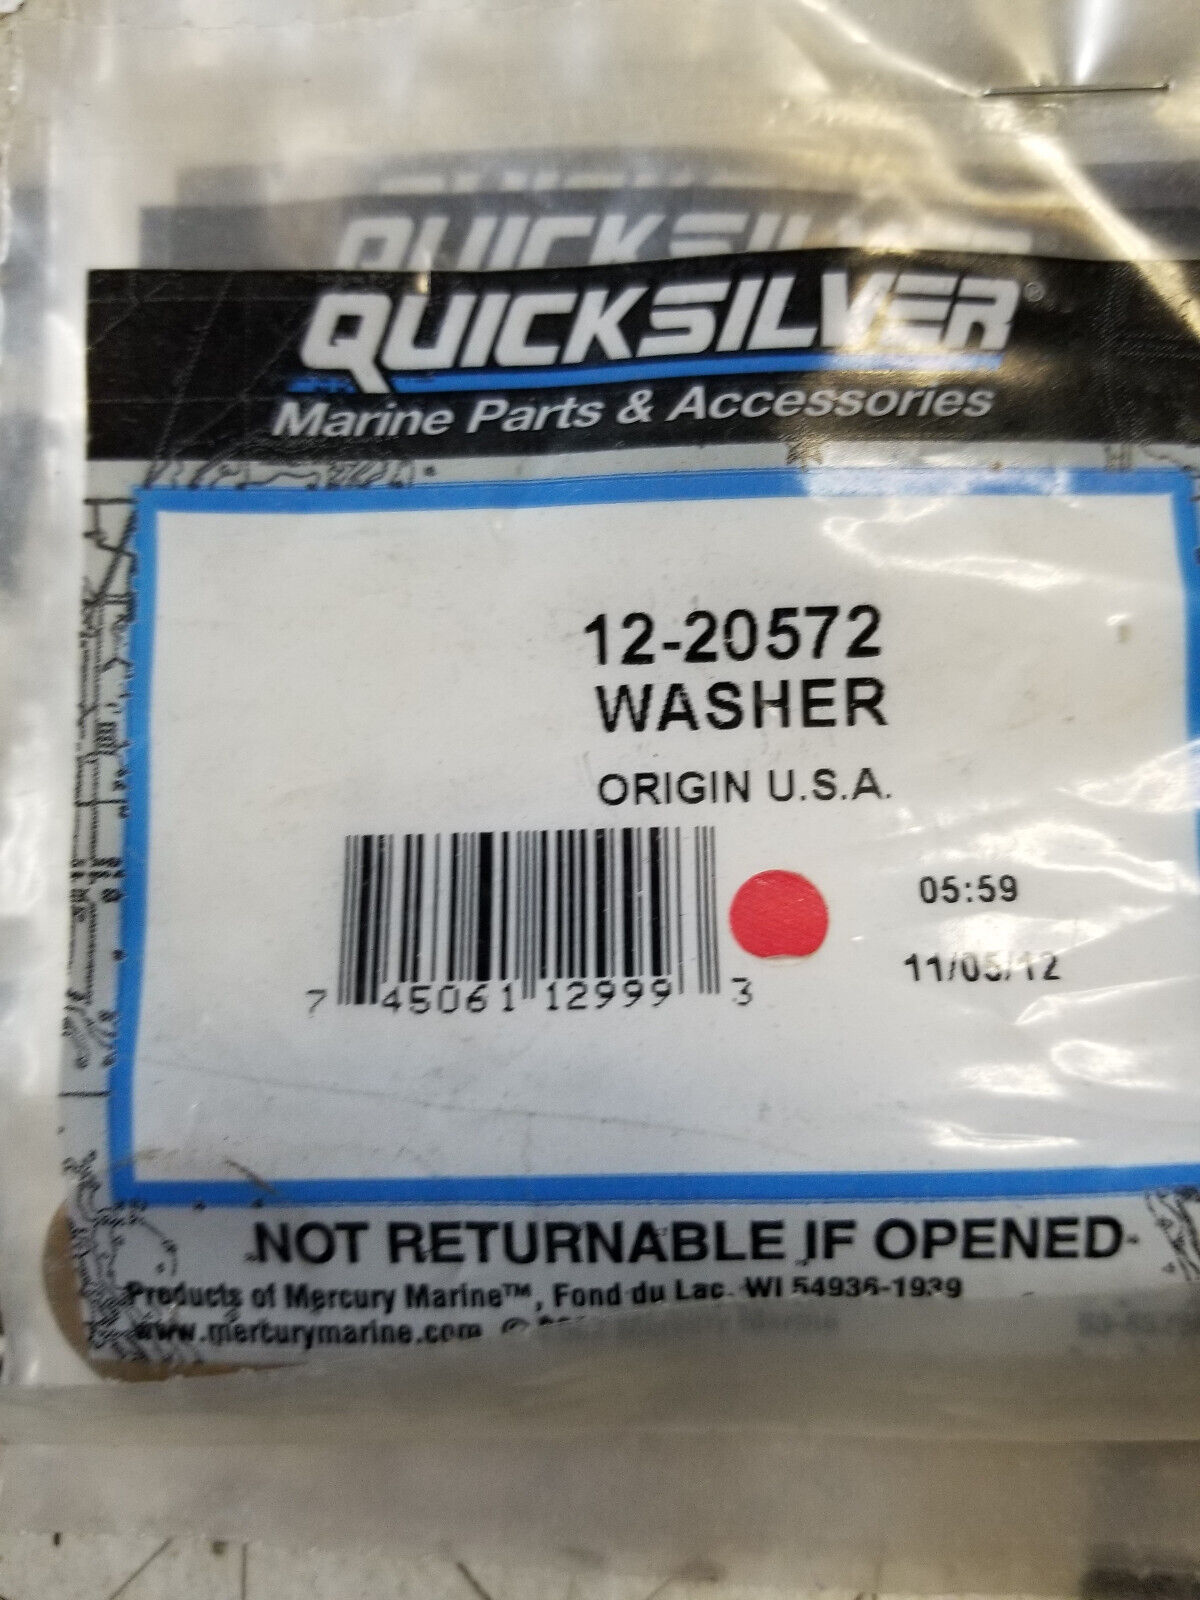 QUICKSILVER
QUICKSILVER®
Marine Parts & Accessories
12-20572
WASHER
ORIGIN U.S.A.
7 45061 12999 3
05:59
11/05/12
NOT RETURNABLE IF OPENED
Products of Mercury Marine™, Fond du Lac, WI 54936-1939
www.mercurymarine.com ©